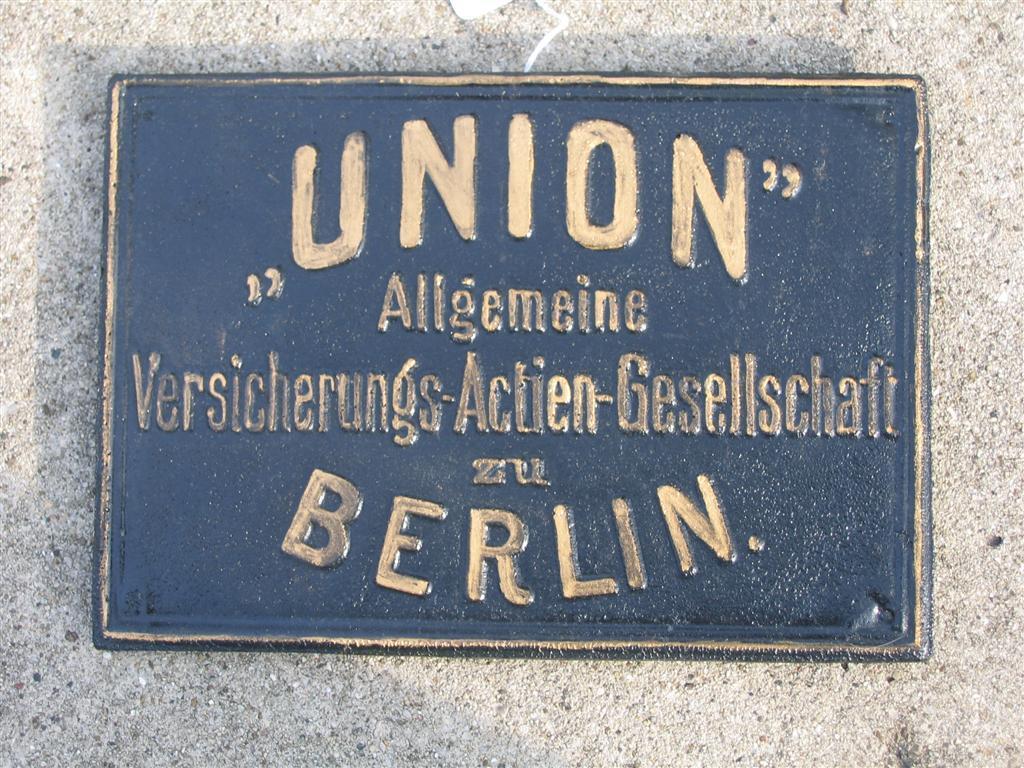 „UNION”
Allgemeine
Versicherungs-Actien-Gesellschaft
zu
BERLIN.